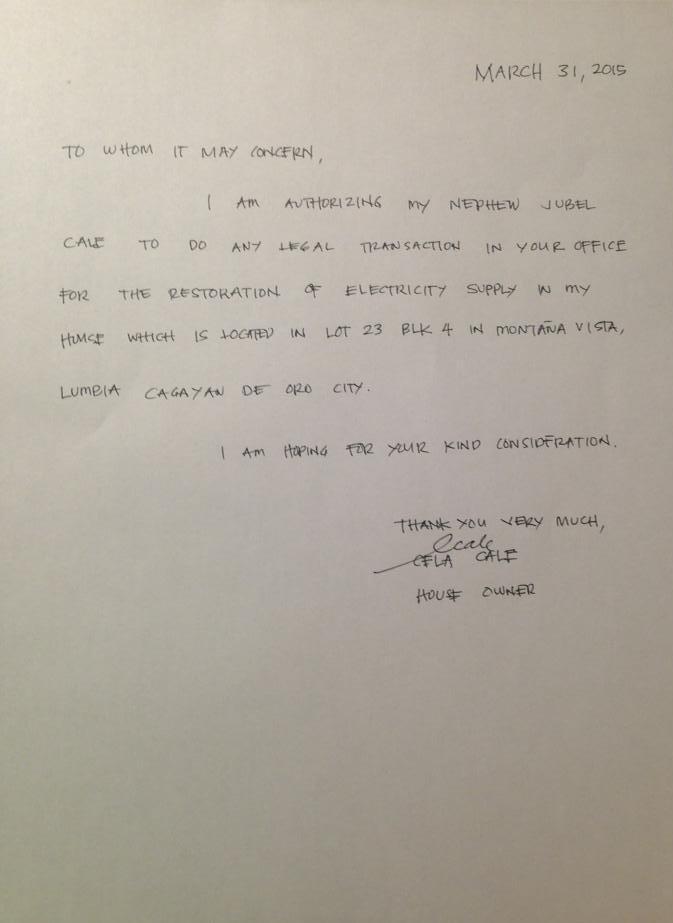 MARCH 31, 2015
TO WHOM IT MAY CONCERN,
I AM AUTHORIZING MY NEPHEW JUBEL
CALE TO DO ANY LEGAL TRANSACTION IN YOUR OFFICE
FOR THE RESTORATION OF ELECTRICITY SUPPLY IN MY
HOUSE WHICH IS LOCATED IN LOT 23 BLK 4 IN MONTAÑA VISTA,
LUMBIA CAGAYAN DE ORO CITY.
I AM HOPING FOR YOUR KIND CONSIDERATION.
THANK YOU VERY MUCH,
CALE
HOUSE OWNER